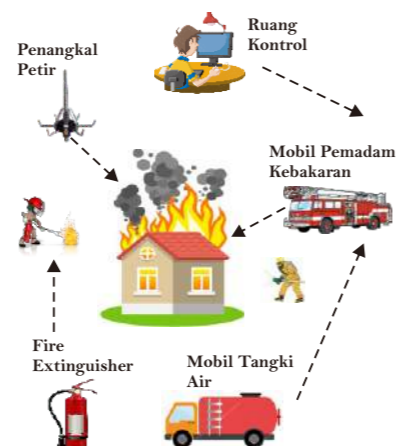 Ruang
Kontrol
Penangkal
Petir
Mobil Pemadam
Kebakaran
Fire
Extinguisher
Mobil Tangki
Air